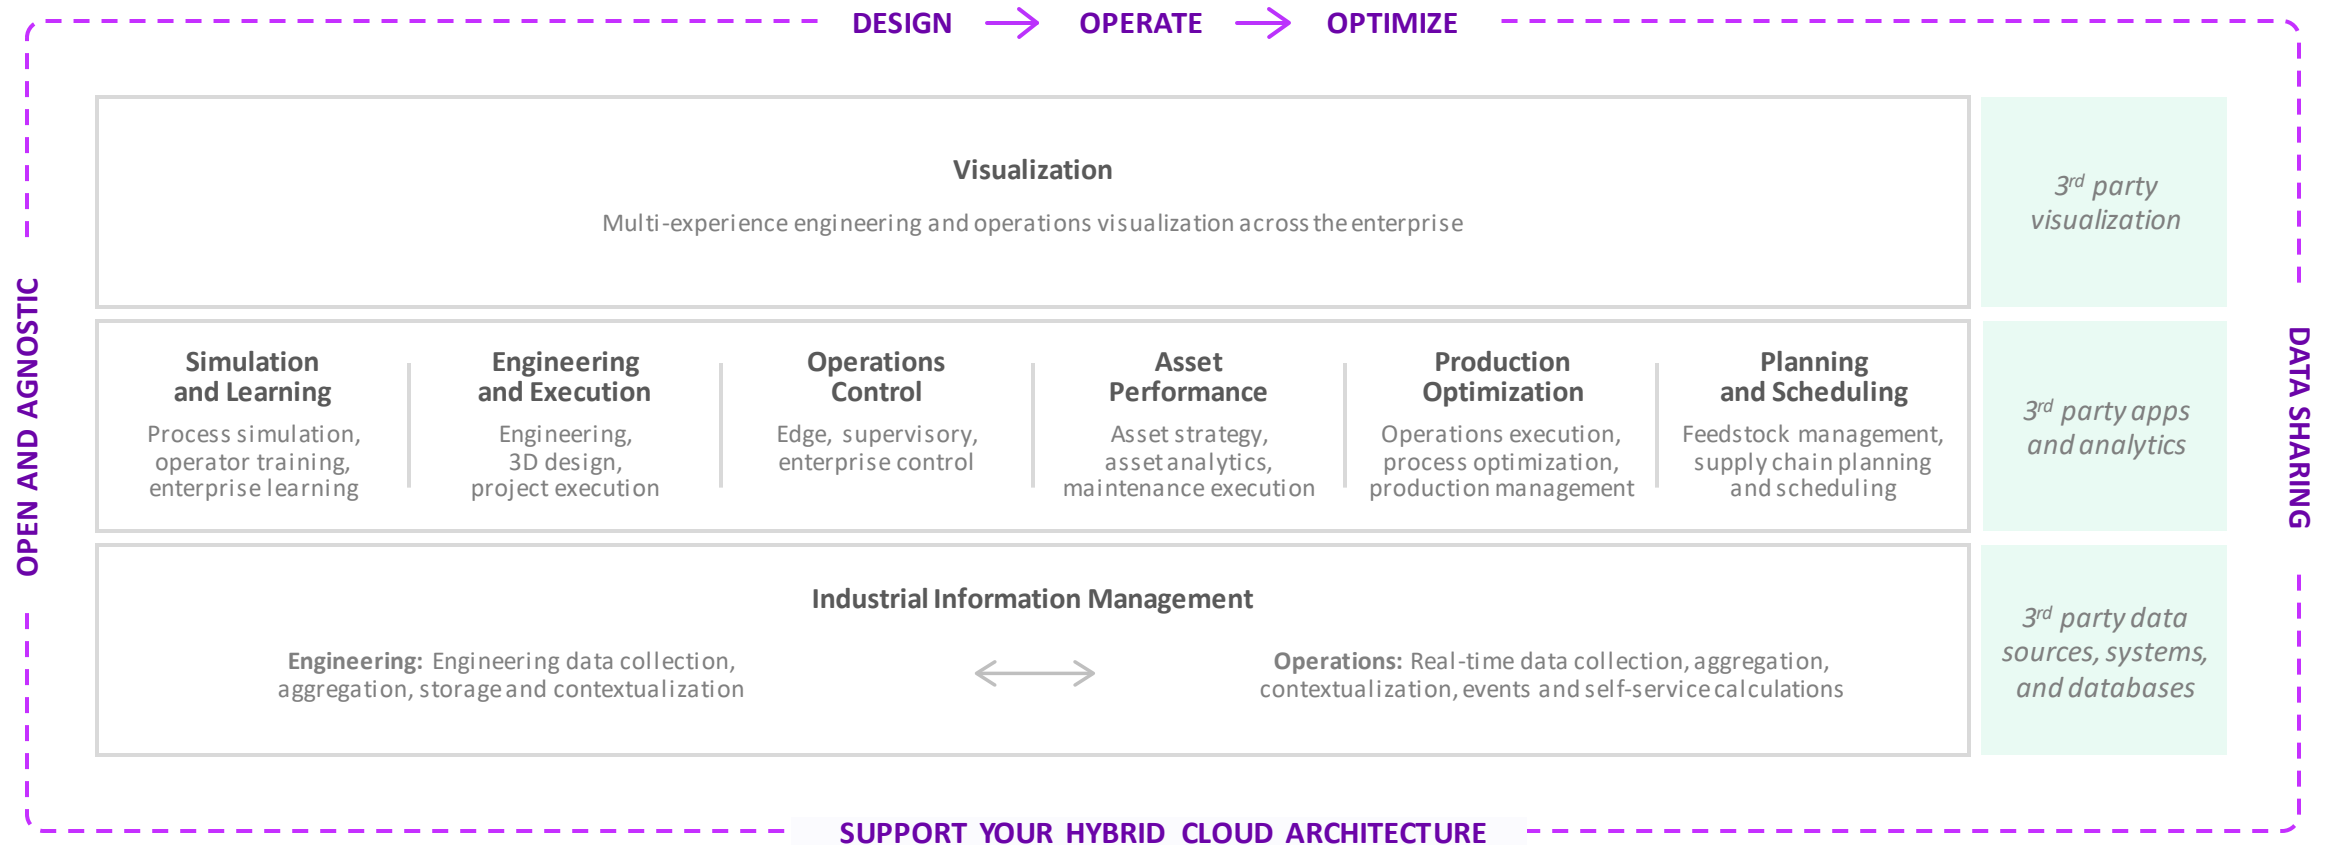 DESIGN OPERATE OPTIMIZE
OPEN AND AGNOSTIC
Visualization
Multi-experience engineering and operations visualization across the enterprise
3rd party
visualization
Simulation
and Learning
Process simulation,
operator training,
enterprise learning
Engineering
and Execution
Engineering,
3D design,
project execution
Operations
Control
Edge, supervisory,
enterprise control
Asset
Performance
Asset strategy,
asset analytics,
maintenance execution
Production
Optimization
Operations execution,
process optimization,
production management
Planning
and Scheduling
Feedstock management,
supply chain planning
and scheduling
3rd party apps
and analytics
Industrial Information Management
Engineering: Engineering data collection,
aggregation, storage and contextualization
Operations: Real-time data collection, aggregation,
contextualization, events and self-service calculations
3rd party data
sources, systems,
and databases
DATA SHARING
SUPPORT YOUR HYBRID CLOUD ARCHITECTURE